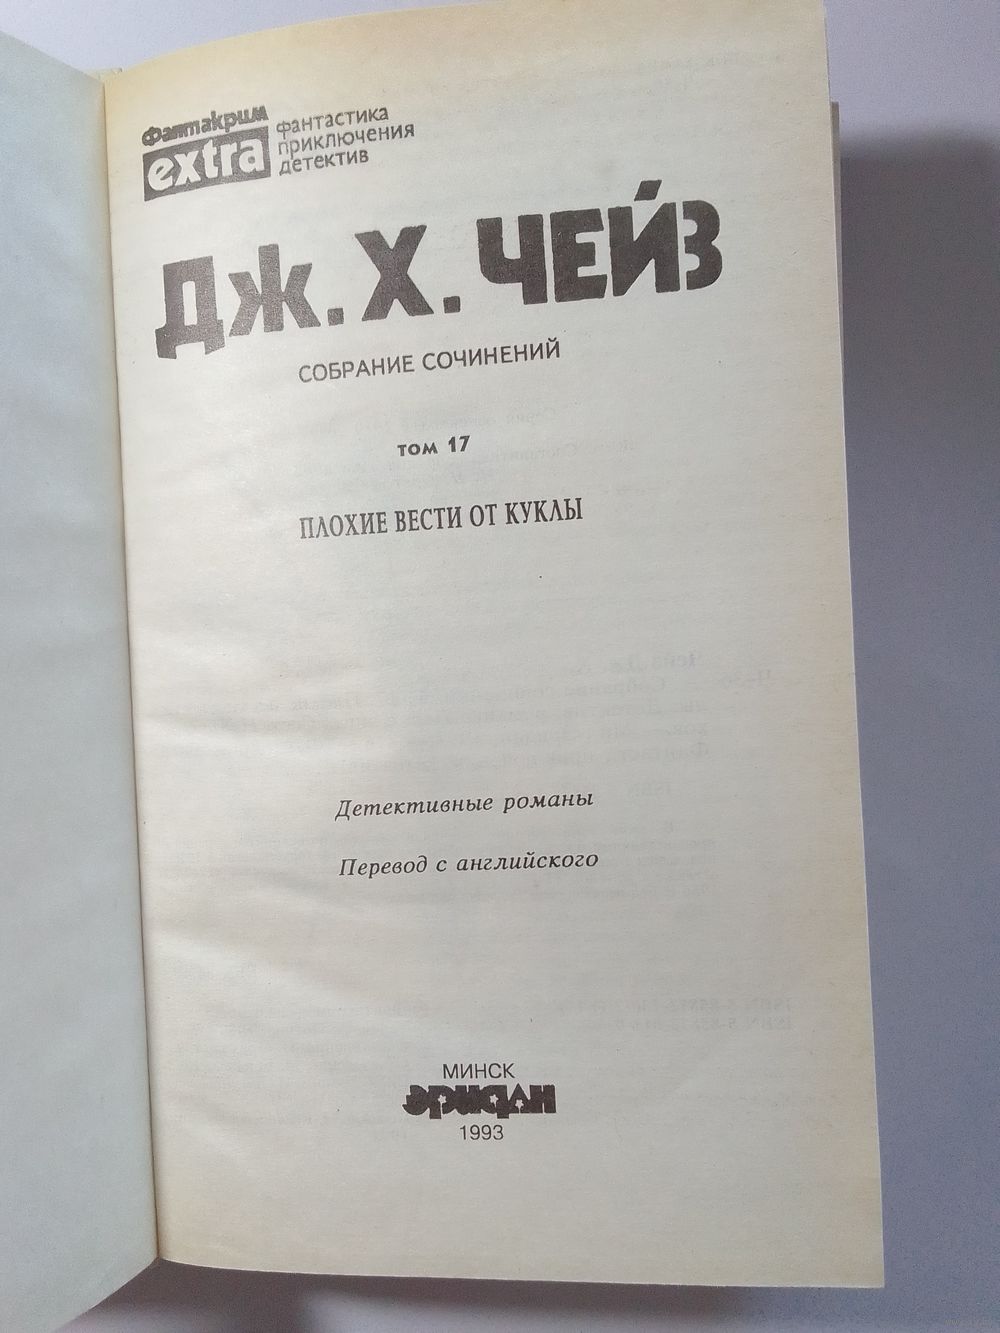 Фантакрим
extra
фантастика
приключения
детектив
ДЖ. Х. ЧЕЙЗ
СОБРАНИЕ СОЧИНЕНИЙ
том 17
ПЛОХИЕ ВЕСТИ ОТ КУКЛЫ
Детективные романы
Перевод с английского
МИНСК
эридан
1993